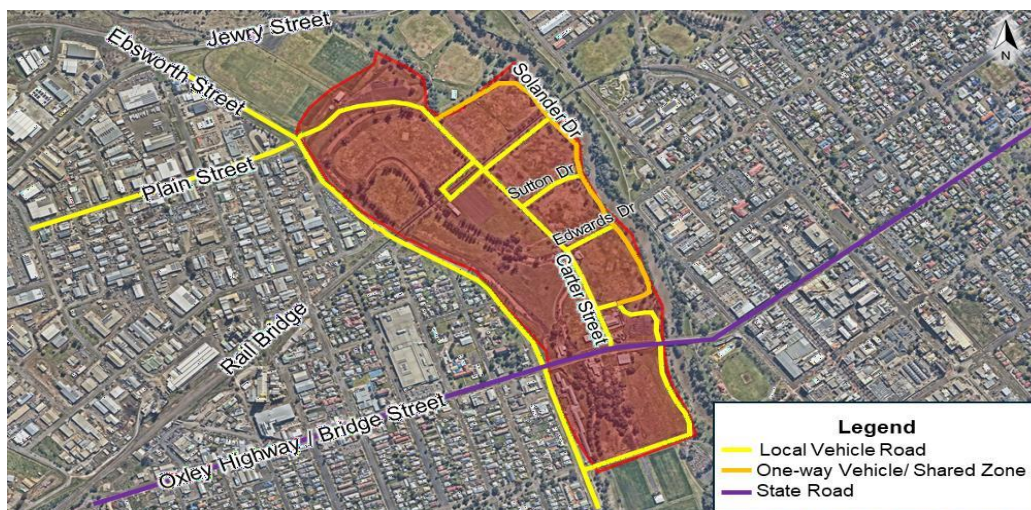 Jewry Street
Ebsworth Street
Solander Dr
Plain Street
Sutton Dr
Edwards Dr
Carter Street
Rail Bridge
Oxley Highway / Bridge Street
N
Legend
Local Vehicle Road
One-way Vehicle/ Shared Zone
State Road